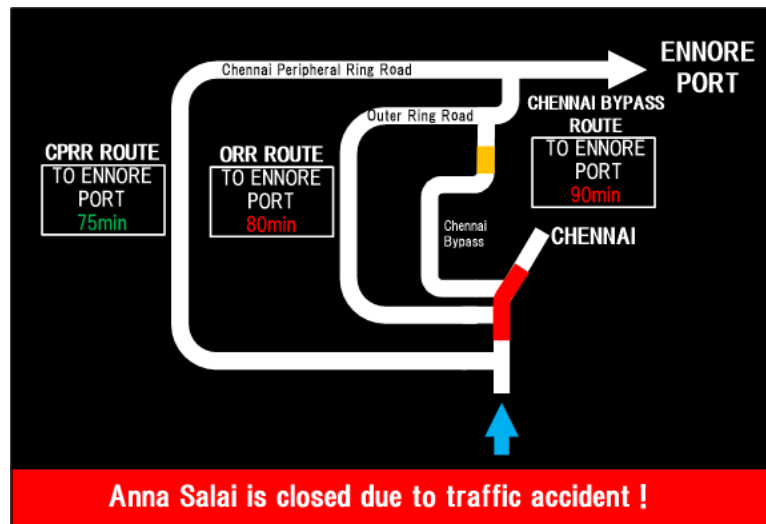 Chennai Peripheral Ring Road
ENNORE
PORT
Outer Ring Road
CHENNAI BYPASS
ROUTE
TO ENNORE
PORT
90min
CPRR ROUTE
TO ENNORE
PORT
75min
ORR ROUTE
TO ENNORE
PORT
80min
Chennai
Bypass
CHENNAI
Anna Salai is closed due to traffic accident !